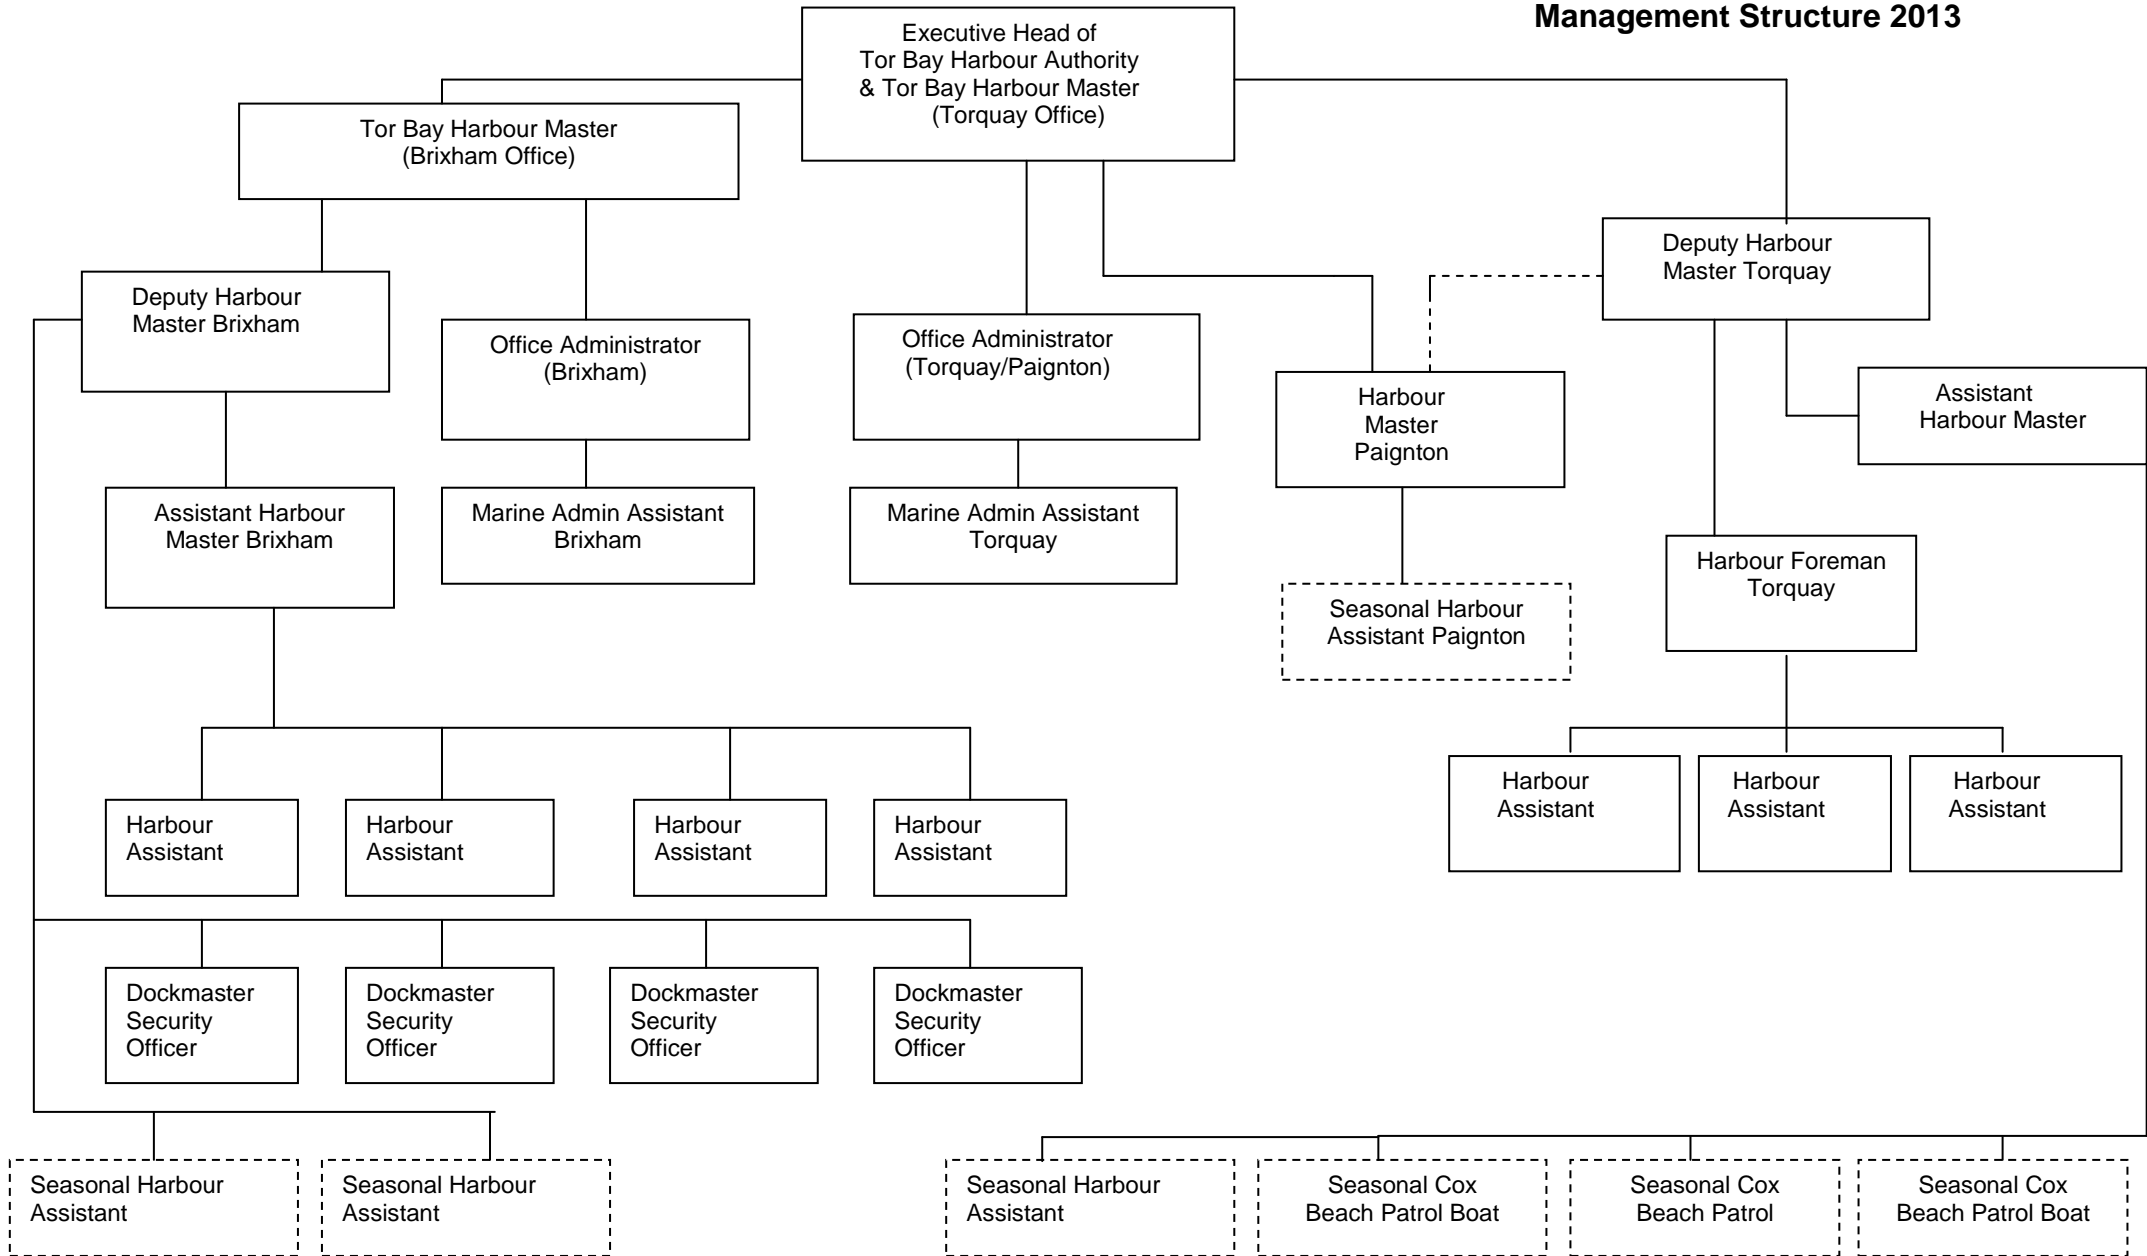 Management Structure 2013
Executive Head of
Tor Bay Harbour Authority
& Tor Bay Harbour Master
(Torquay Office)
Tor Bay Harbour Master
(Brixham Office)
Deputy Harbour
Master Torquay
Deputy Harbour
Master Brixham
Office Administrator
(Brixham)
Office Administrator
(Torquay/Paignton)
Harbour
Master
Paignton
Assistant
Harbour Master
Assistant Harbour
Master Brixham
Marine Admin Assistant
Brixham
Marine Admin Assistant
Torquay
Seasonal Harbour
Assistant Paignton
Harbour Foreman
Torquay
Harbour
Assistant
Harbour
Assistant
Harbour
Assistant
Harbour
Assistant
Harbour
Assistant
Harbour
Assistant
Harbour
Assistant
Dockmaster
Security
Officer
Dockmaster
Security
Officer
Dockmaster
Security
Officer
Dockmaster
Security
Officer
Seasonal Harbour
Assistant
Seasonal Harbour
Assistant
Seasonal Harbour
Assistant
Seasonal Cox
Beach Patrol Boat
Seasonal Cox
Beach Patrol
Seasonal Cox
Beach Patrol Boat